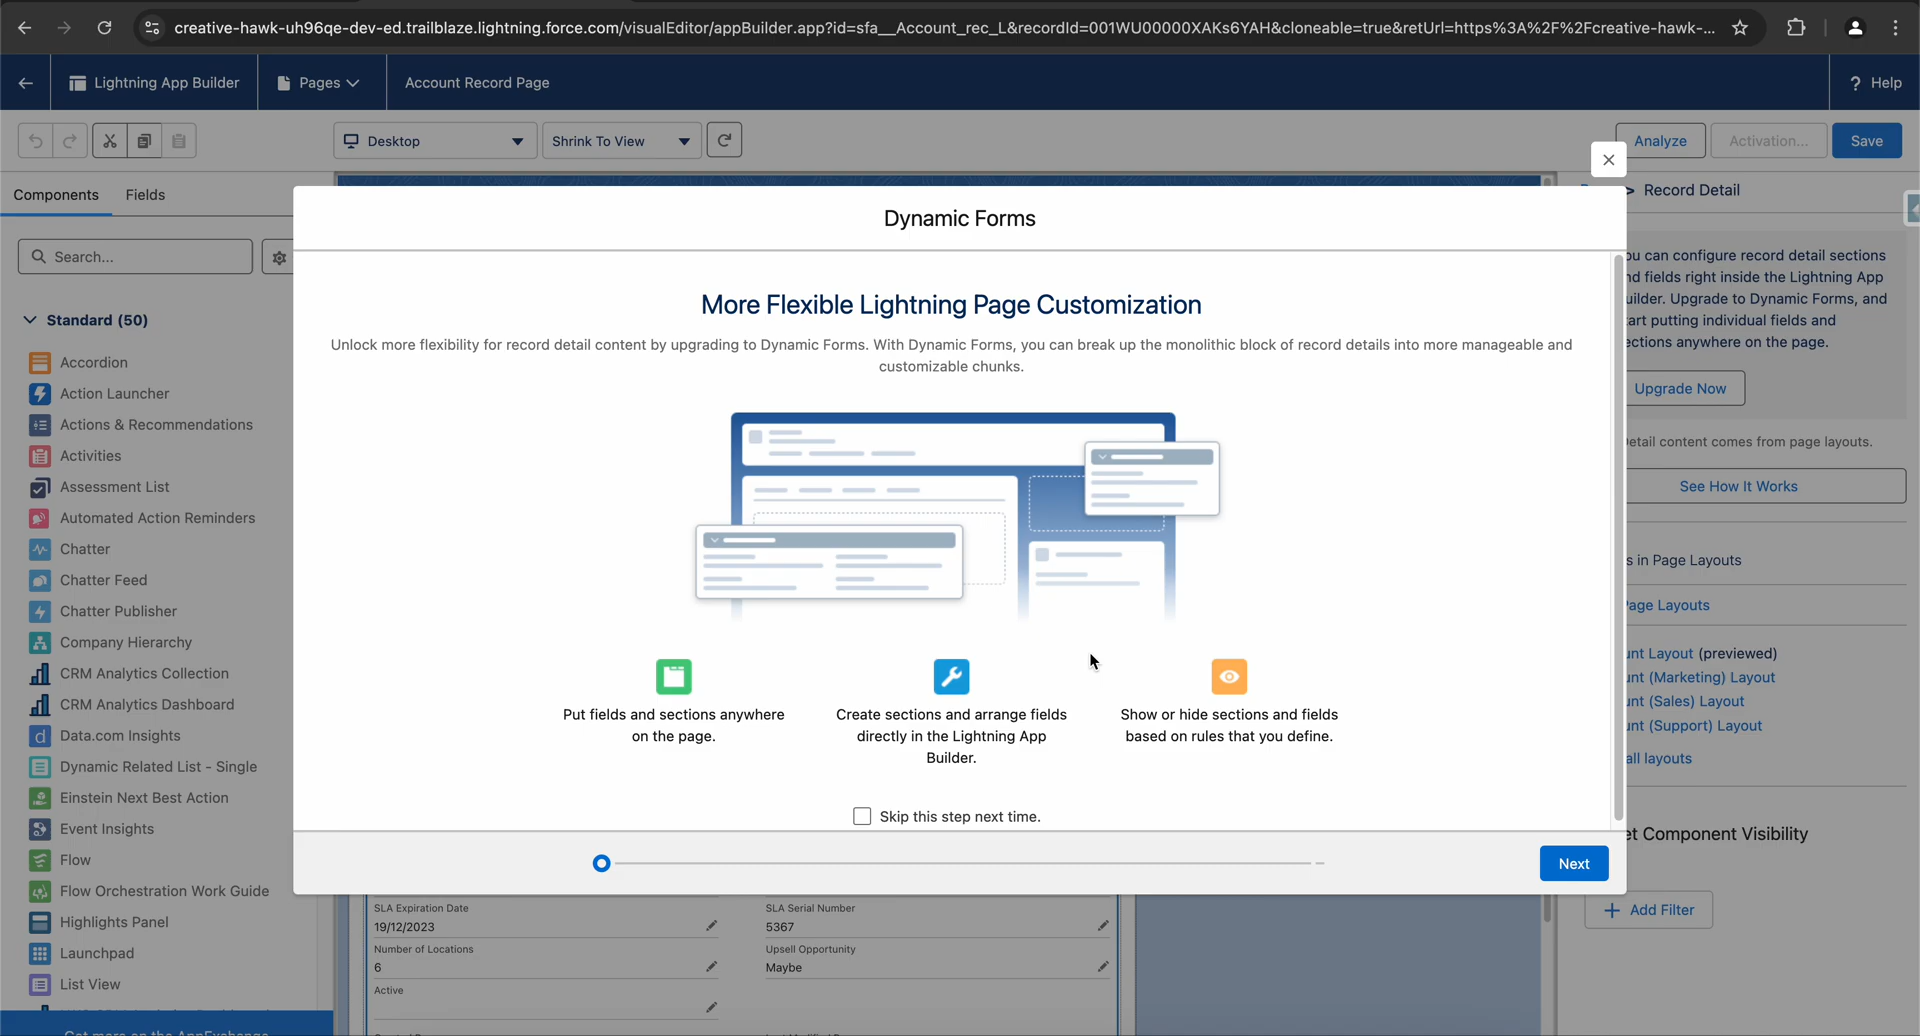 creative-hawk-uh96qe-dev-ed.trailblaze.lightning.force.com/visualEditor/appBuilder.app?id=sfa__Account_rec_L&recordId=001WU00000XAKs6YAH&cloneable=true&retUrl=https%3A%2F%2Fcreative-hawk-...
Lightning App Builder
Pages
Account Record Page
? Help
Desktop
Shrink To View
Analyze
Activation...
Save
Components
Fields
Record Detail
Dynamic Forms
Search...
More Flexible Lightning Page Customization
Unlock more flexibility for record detail content by upgrading to Dynamic Forms. With Dynamic Forms, you can break up the monolithic block of record details into more manageable and
customizable chunks.
Put fields and sections anywhere
on the page.
Create sections and arrange fields
directly in the Lightning App
Builder.
Show or hide sections and fields
based on rules that you define.
Skip this step next time.
Next
Standard (50)
Accordion
Action Launcher
Actions & Recommendations
Activities
Assessment List
Automated Action Reminders
Chatter
Chatter Feed
Chatter Publisher
Company Hierarchy
CRM Analytics Collection
CRM Analytics Dashboard
Data.com Insights
Dynamic Related List - Single
Einstein Next Best Action
Event Insights
Flow
Flow Orchestration Work Guide
Highlights Panel
Launchpad
List View
can configure record detail sections
fields right inside the Lightning App
Upgrade to Dynamic Forms, and
putting individual fields and
anywhere on the page.
Upgrade Now
content comes from page layouts.
See How It Works
in Page Layouts
Layouts
Layout (previewed)
(Marketing) Layout
(Sales) Layout
(Support) Layout
all layouts
Component Visibility
+ Add Filter
SLA Expiration Date
19/12/2023
SLA Serial Number
5367
Number of Locations
6
Upsell Opportunity
Maybe
Active